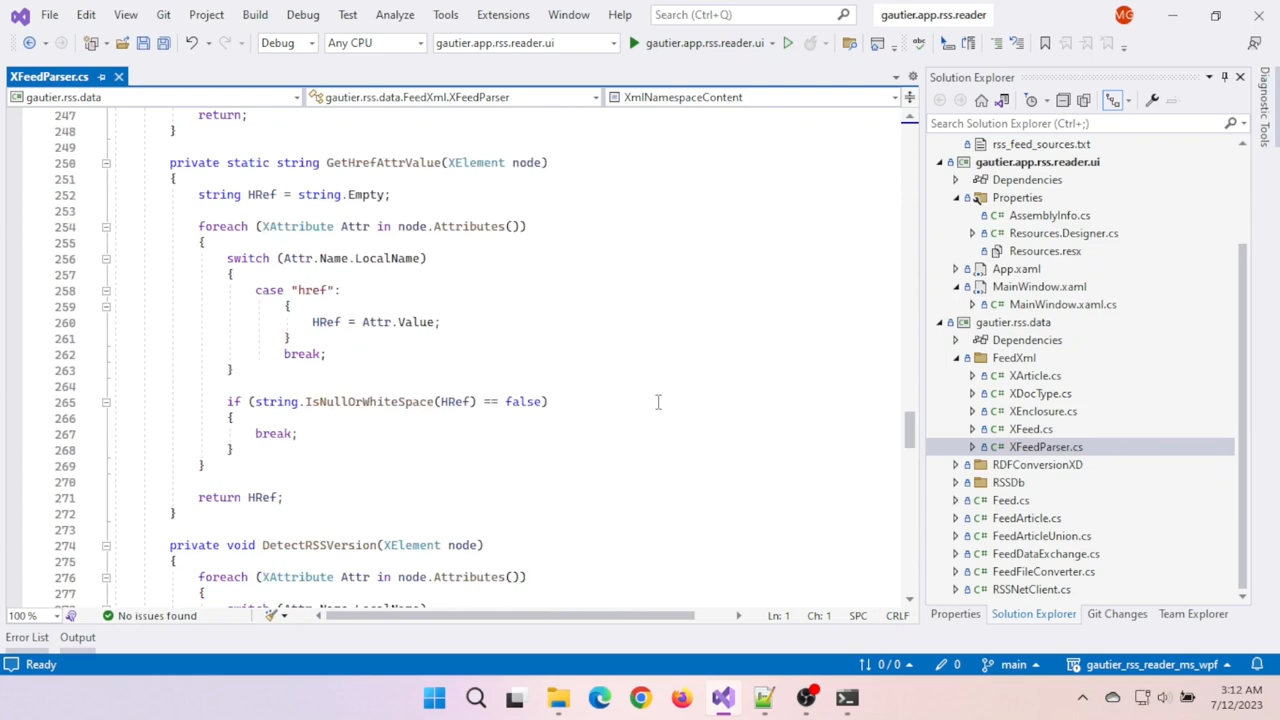 File Edit View Git Project Build Debug Test Analyze Tools Extensions Window Help Search (Ctrl+Q) gautier.app.rss.reader MG
Debug Any CPU gautier.app.rss.reader.ui gautier.app.rss.reader.ui
XFeedParser.cs
gautier.rss.data gautier.rss.data.FeedXml.XFeedParser XmlNamespaceContent
247 return;
248 }
249
250 private static string GetHrefAttrValue(XElement node)
251 {
252 string HRef = string.Empty;
253
254 foreach (XAttribute Attr in node.Attributes())
255 {
256 switch (Attr.Name.LocalName)
257 {
258 case "href":
259 {
260 HRef = Attr.Value;
261 }
262 break;
263 }
264
265 if (string.IsNullOrWhiteSpace(HRef) == false)
266 {
267 break;
268 }
269 }
270
271 return HRef;
272 }
273
274 private void DetectRSSVersion(XElement node)
275 {
276 foreach (XAttribute Attr in node.Attributes())
277 {
100 % No issues found Ln: 1 Ch: 1 SPC CRLF
Error List Output
Solution Explorer
Search Solution Explorer (Ctrl+;)
rss_feed_sources.txt
gautier.app.rss.reader.ui
Dependencies
Properties
C# AssemblyInfo.cs
C# Resources.Designer.cs
Resources.resx
App.xaml
MainWindow.xaml
C# MainWindow.xaml.cs
gautier.rss.data
Dependencies
FeedXml
C# XArticle.cs
C# XDocType.cs
C# XEnclosure.cs
C# XFeed.cs
C# XFeedParser.cs
RDFConversionXD
RSSDb
C# Feed.cs
C# FeedArticle.cs
C# FeedArticleUnion.cs
C# FeedDataExchange.cs
C# FeedFileConverter.cs
C# RSSNetClient.cs
Properties Solution Explorer Git Changes Team Explorer
Diagnostic Tools
Ready 0 / 0 0 main gautier_rss_reader_ms_wpf
3:12 AM
7/12/2023